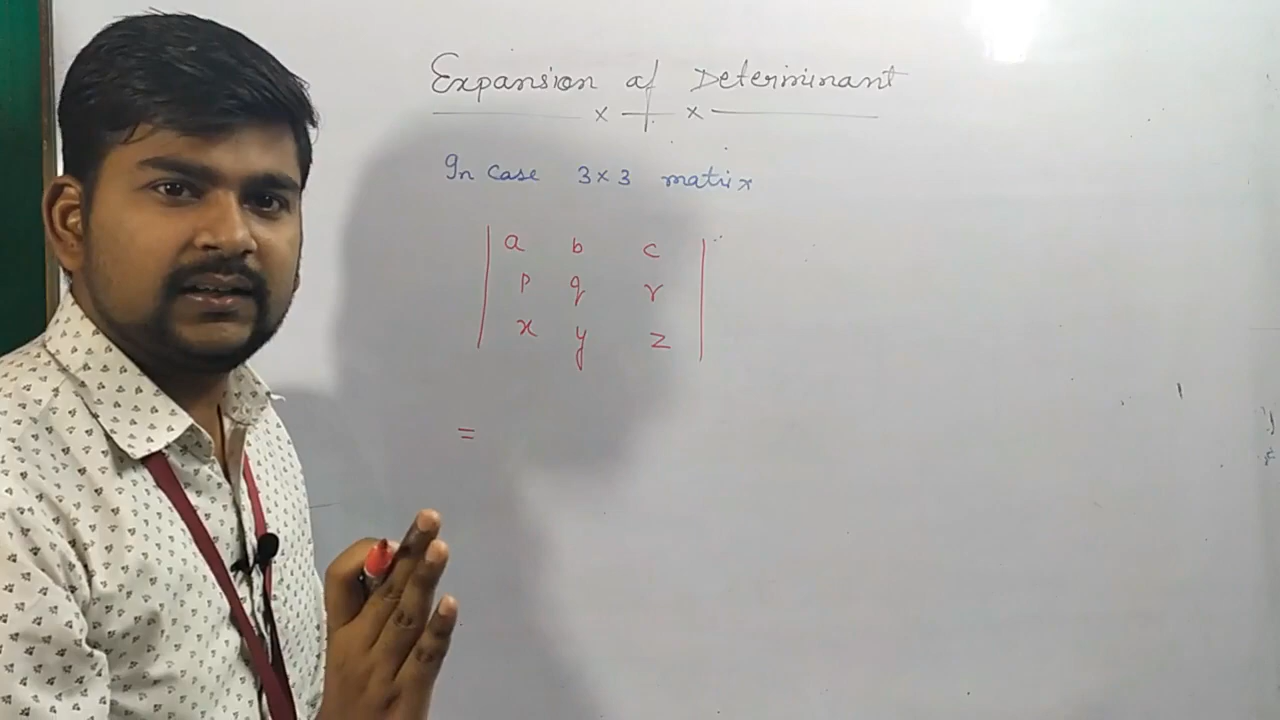 Expansion of Determinant
x x
In case 3×3 matrix
a b c
p q r
x y z
=